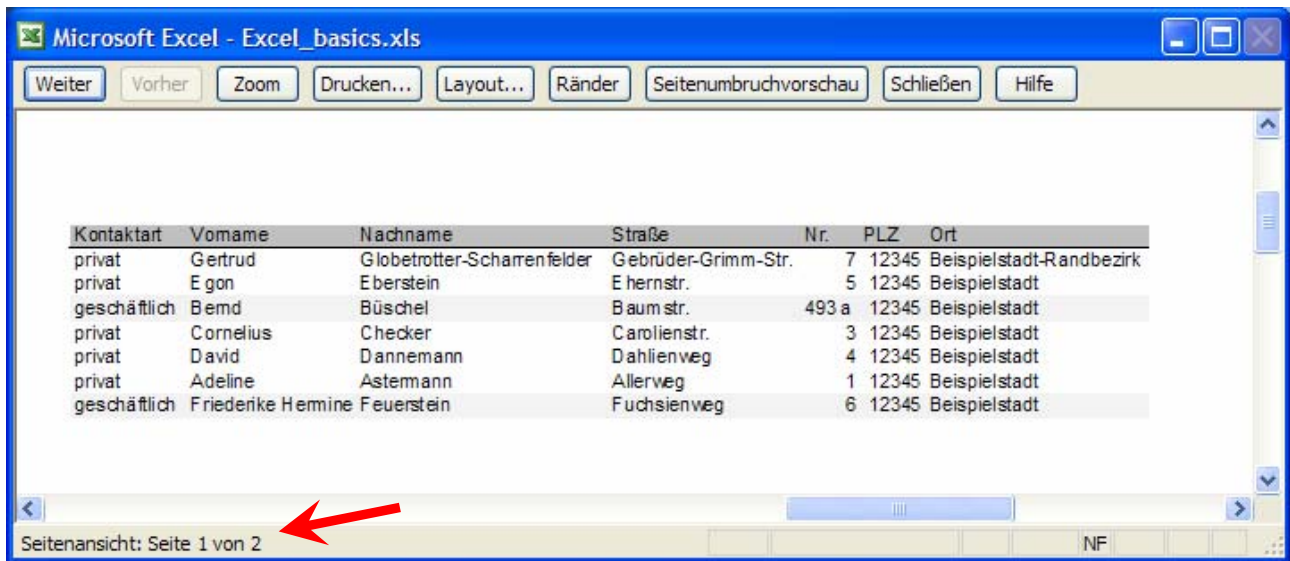 Microsoft Excel - Excel_basics.xls
Weiter Vorher Zoom Drucken... Layout... Ränder Seitenumbruchvorschau Schließen Hilfe
Kontaktart Vorname Nachname Straße Nr. PLZ Ort
privat Gertrud Globetrotter-Scharrenfelder Gebrüder-Grimm-Str. 7 12345 Beispielstadt-Randbezirk
privat Egon Eberstein Ehernstr. 5 12345 Beispielstadt
geschäftlich Bernd Büschel Baumstr. 493 a 12345 Beispielstadt
privat Cornelius Checker Carolienstr. 3 12345 Beispielstadt
privat David Dannemann Dahlienweg 4 12345 Beispielstadt
privat Adeline Astermann Allerweg 1 12345 Beispielstadt
geschäftlich Friederike Hermine Feuerstein Fuchsienweg 6 12345 Beispielstadt
Seitenansicht: Seite 1 von 2 NF